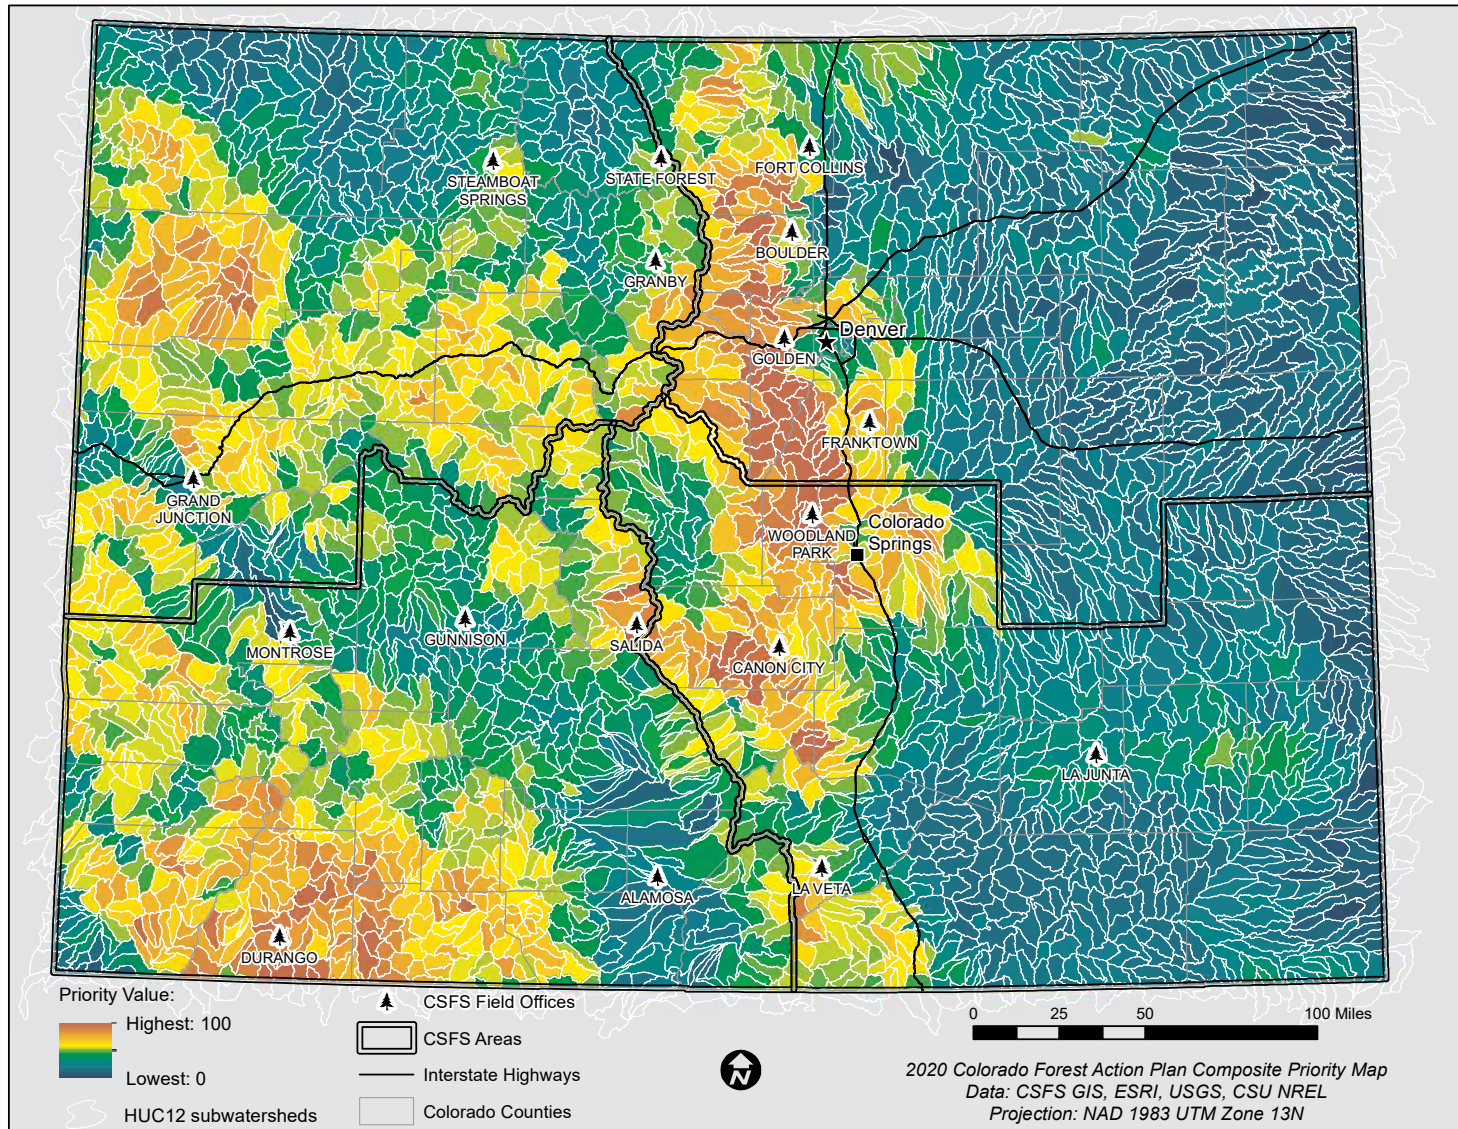 STEAMBOAT
SPRINGS
STATE FOREST
FORT COLLINS
BOULDER
GRANBY
Denver
GOLDEN
FRANKTOWN
GRAND
JUNCTION
Colorado
Springs
WOODLAND
PARK
MONTROSE
GUNNISON
SALIDA
CANON CITY
LA JUNTA
ALAMOSA
LA VETA
DURANGO
Priority Value:
Highest: 100
Lowest: 0
HUC12 subwatersheds
CSFS Field Offices
CSFS Areas
Interstate Highways
Colorado Counties
N
0 25 50 100 Miles
2020 Colorado Forest Action Plan Composite Priority Map
Data: CSFS GIS, ESRI, USGS, CSU NREL
Projection: NAD 1983 UTM Zone 13N